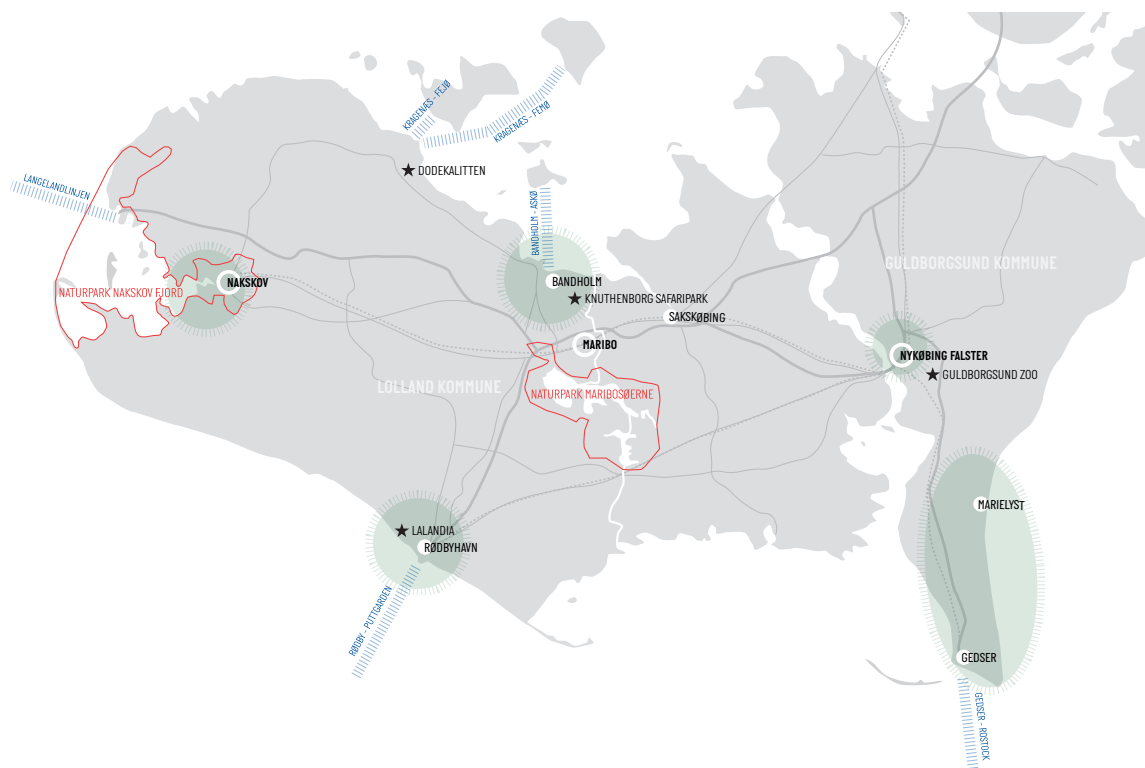 KRAGENÆS - FEJØ
KRAGENÆS - FEMØ
DODEKALITTEN
LANGELANDLINJEN
BANDHOLM - ASKØ
GULDBORGSUND KOMMUNE
NAKSKOV
BANDHOLM
NATURPARK NAKSKOV FJORD
KNUTHENBORG SAFARIPARK
SAKSKØBING
MARIBO
NYKØBING FALSTER
GULDBORGSUND ZOO
LOLLAND KOMMUNE
NATURPARK MARIBOSØERNE
MARIELYST
LALANDIA
RØDBYHAVN
RØDBY - PUTTGARDEN
GEDSER
GEDSER - ROSTOCK